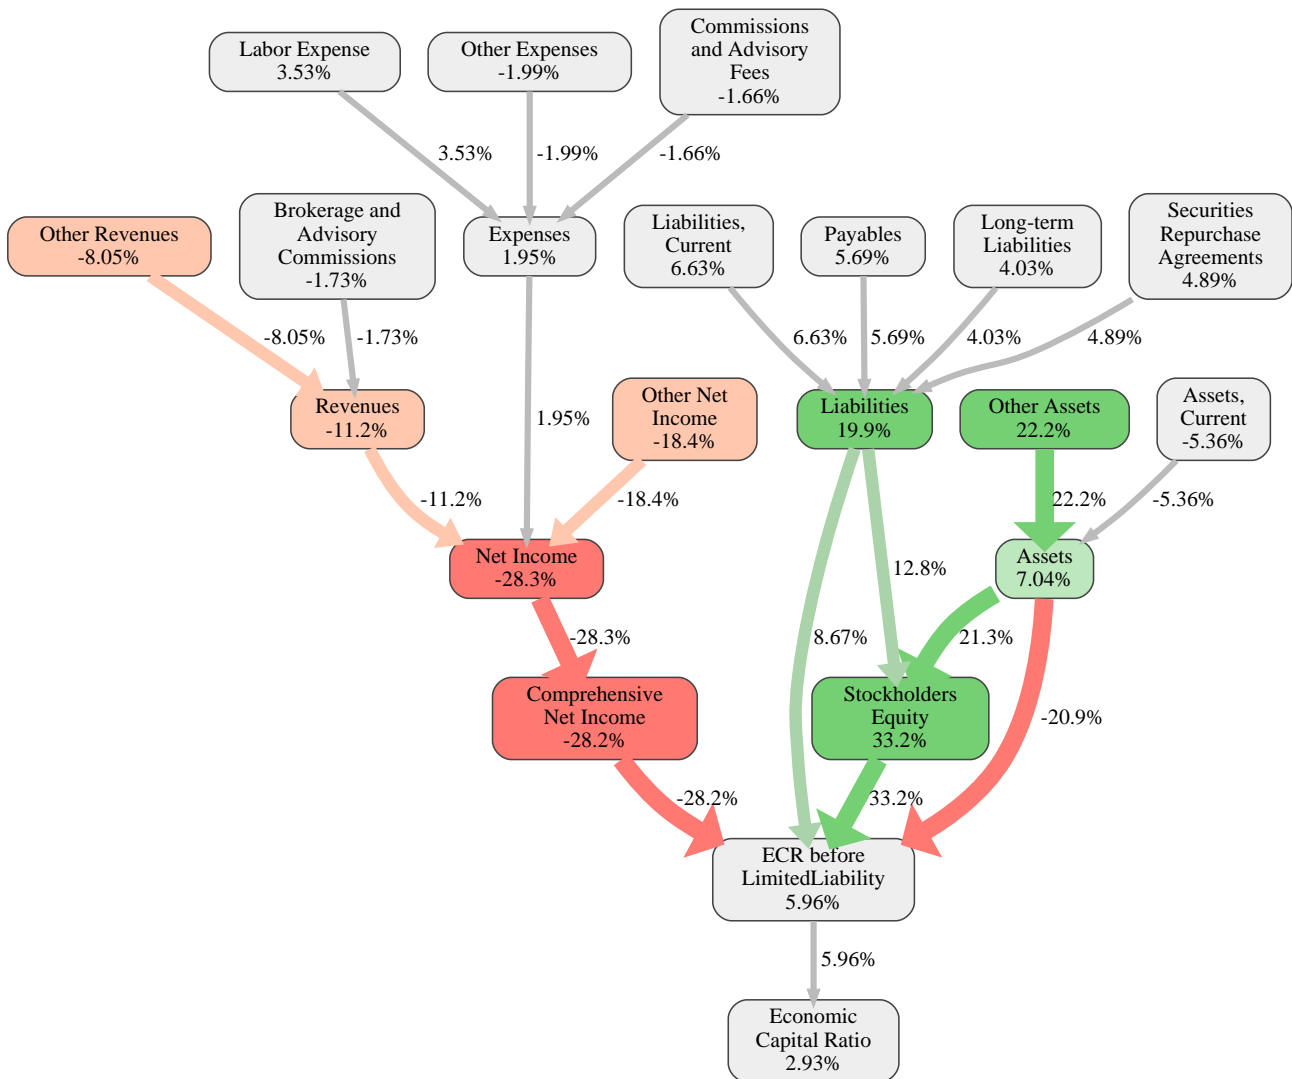 Labor Expense
3.53%
Other Expenses
-1.99%
Commissions
and Advisory
Fees
-1.66%
3.53%
-1.99%
-1.66%
Other Revenues
-8.05%
Brokerage and
Advisory
Commissions
-1.73%
Expenses
1.95%
Liabilities,
Current
6.63%
Payables
5.69%
Long-term
Liabilities
4.03%
Securities
Repurchase
Agreements
4.89%
-8.05%
-1.73%
6.63%
5.69%
4.03%
4.89%
Revenues
-11.2%
1.95%
Other Net
Income
-18.4%
Liabilities
19.9%
Other Assets
22.2%
Assets,
Current
-5.36%
-11.2%
-18.4%
22.2%
-5.36%
Net Income
-28.3%
12.8%
Assets
7.04%
-28.3%
8.67%
21.3%
Comprehensive
Net Income
-28.2%
Stockholders
Equity
33.2%
-20.9%
-28.2%
33.2%
ECR before
LimitedLiability
5.96%
5.96%
Economic
Capital Ratio
2.93%